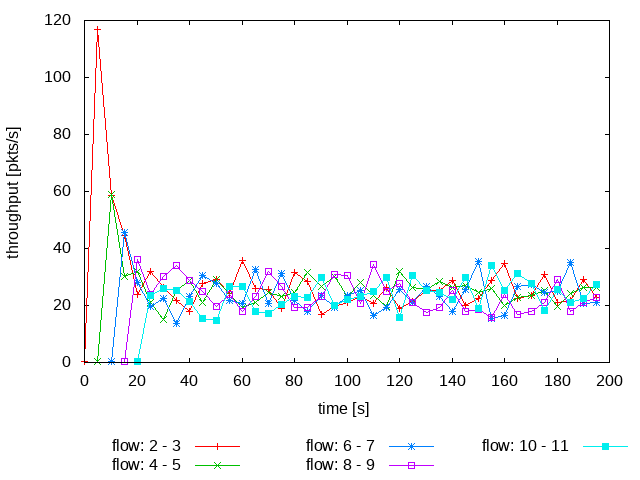 120
100
80
60
40
20
0
throughput [pkts/s]
0 20 40 60 80 100 120 140 160 180 200
time [s]
flow: 2 - 3 flow: 6 - 7 flow: 10 - 11
flow: 4 - 5 flow: 8 - 9